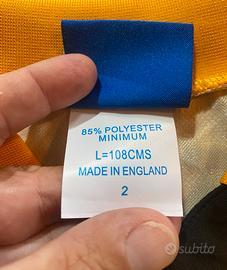 85% POLYESTER
MINIMUM
L=108CMS
MADE IN ENGLAND
2
subito